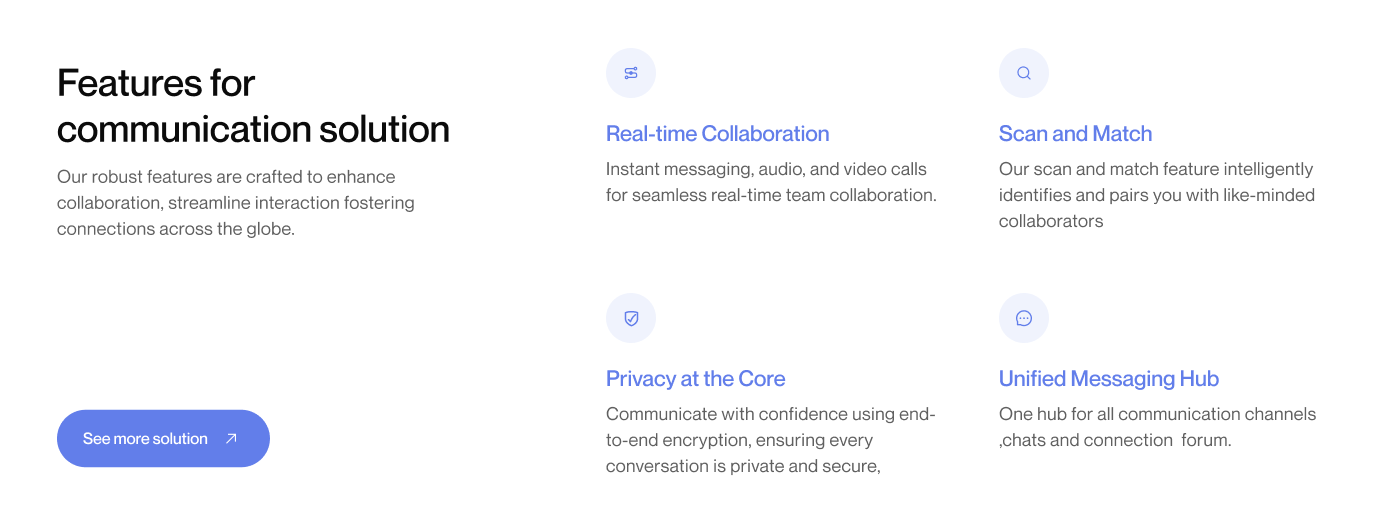 Features for
communication solution
Our robust features are crafted to enhance
collaboration, streamline interaction fostering
connections across the globe.
See more solution
Real-time Collaboration
Instant messaging, audio, and video calls
for seamless real-time team collaboration.
Scan and Match
Our scan and match feature intelligently
identifies and pairs you with like-minded
collaborators
Privacy at the Core
Communicate with confidence using end-
to-end encryption, ensuring every
conversation is private and secure,
Unified Messaging Hub
One hub for all communication channels
,chats and connection  forum.